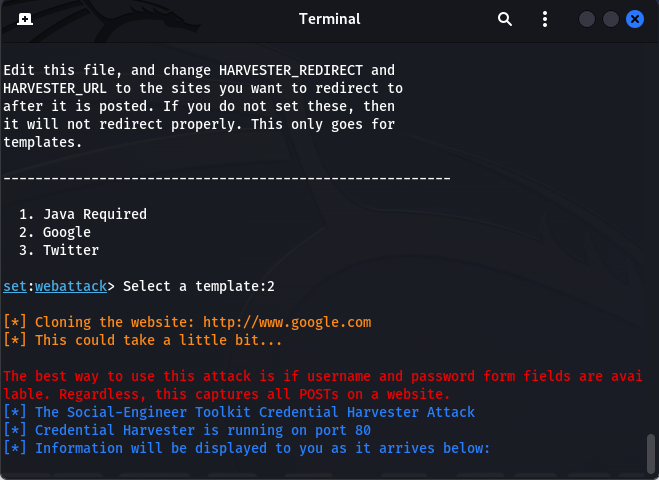 Terminal
Edit this file, and change HARVESTER_REDIRECT and
HARVESTER_URL to the sites you want to redirect to
after it is posted. If you do not set these, then
it will not redirect properly. This only goes for
templates.
--------------------------------------------------------
1. Java Required
2. Google
3. Twitter
set:webattack> Select a template:2
[*] Cloning the website: http://www.google.com
[*] This could take a little bit...
The best way to use this attack is if username and password form fields are avai
lable. Regardless, this captures all POSTs on a website.
[*] The Social-Engineer Toolkit Credential Harvester Attack
[*] Credential Harvester is running on port 80
[*] Information will be displayed to you as it arrives below: